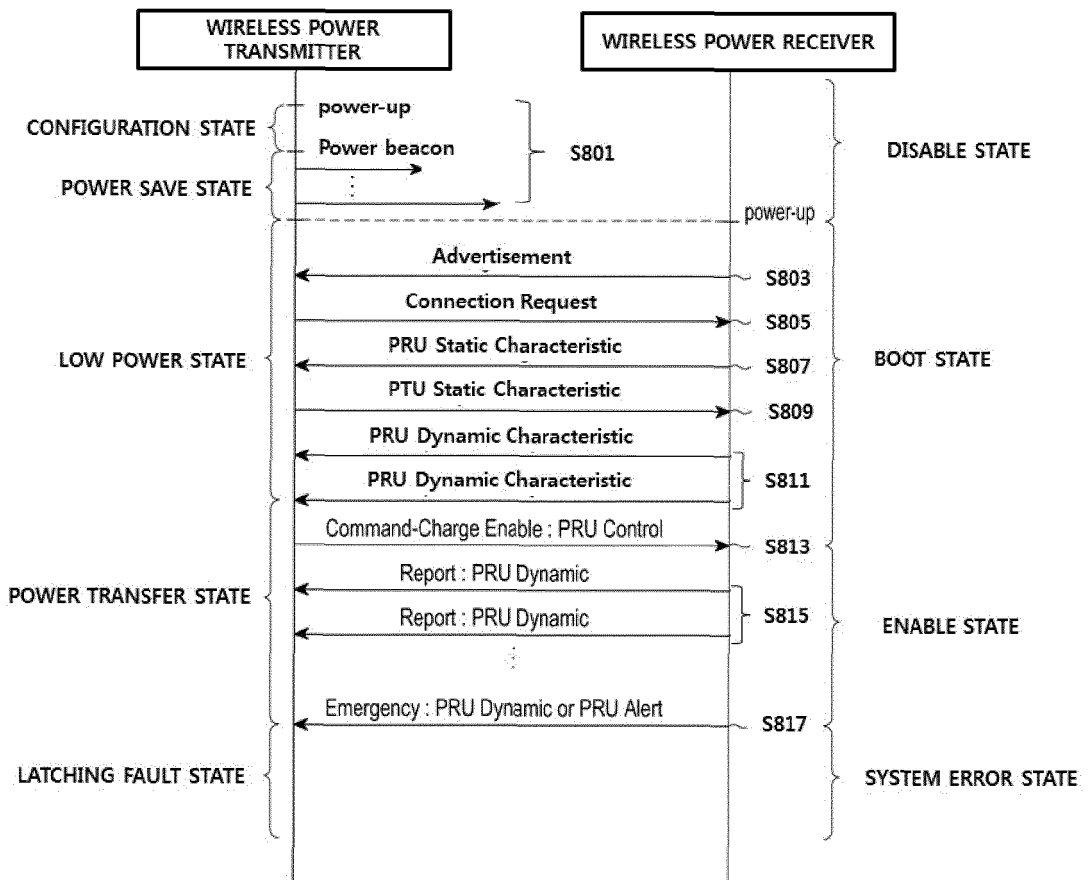 WIRELESS POWER
TRANSMITTER
WIRELESS POWER RECEIVER
power-up
CONFIGURATION STATE
Power beacon
S801
DISABLE STATE
POWER SAVE STATE
power-up
Advertisement
S803
Connection Request
S805
PRU Static Characteristic
LOW POWER STATE
S807
BOOT STATE
PTU Static Characteristic
S809
PRU Dynamic Characteristic
PRU Dynamic Characteristic
S811
Command-Charge Enable : PRU Control
S813
Report : PRU Dynamic
POWER TRANSFER STATE
Report : PRU Dynamic
S815
ENABLE STATE
Emergency : PRU Dynamic or PRU Alert
S817
LATCHING FAULT STATE
SYSTEM ERROR STATE